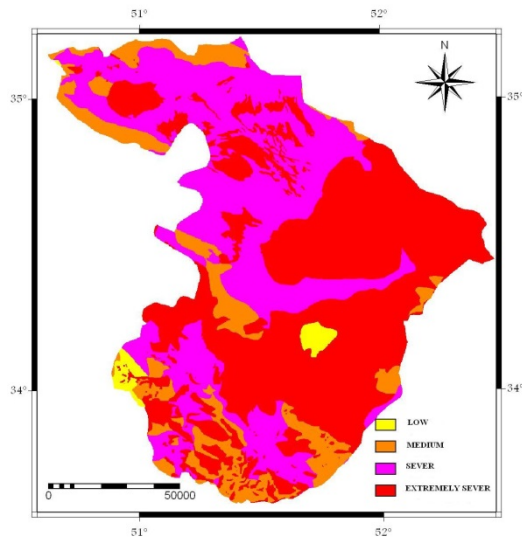 51° 52°
N
35° 35°
34° 34°
LOW
MEDIUM
SEVER
EXTREMELY SEVER
0 50000
51° 52°